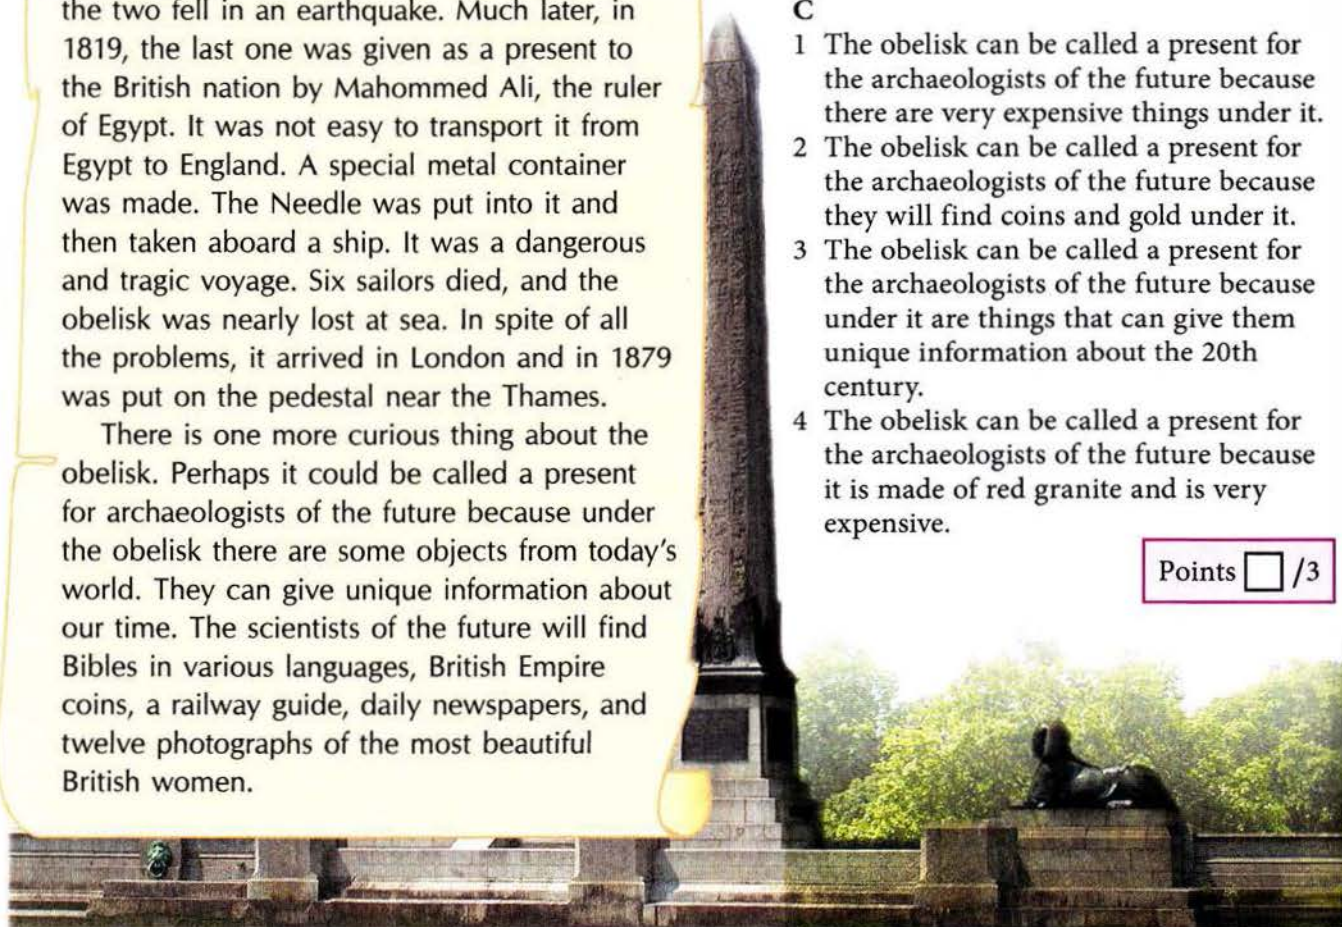 the two fell in an earthquake. Much later, in
1819, the last one was given as a present to
the British nation by Mahommed Ali, the ruler
of Egypt. It was not easy to transport it from
Egypt to England. A special metal container
was made. The Needle was put into it and
then taken aboard a ship. It was a dangerous
and tragic voyage. Six sailors died, and the
obelisk was nearly lost at sea. In spite of all
the problems, it arrived in London and in 1879
was put on the pedestal near the Thames.
There is one more curious thing about the
obelisk. Perhaps it could be called a present
for archaeologists of the future because under
the obelisk there are some objects from today's
world. They can give unique information about
our time. The scientists of the future will find
Bibles in various languages, British Empire
coins, a railway guide, daily newspapers, and
twelve photographs of the most beautiful
British women.
C
1 The obelisk can be called a present for
the archaeologists of the future because
there are very expensive things under it.
2 The obelisk can be called a present for
the archaeologists of the future because
they will find coins and gold under it.
3 The obelisk can be called a present for
the archaeologists of the future because
under it are things that can give them
unique information about the 20th
century.
4 The obelisk can be called a present for
the archaeologists of the future because
it is made of red granite and is very
expensive.
Points /3